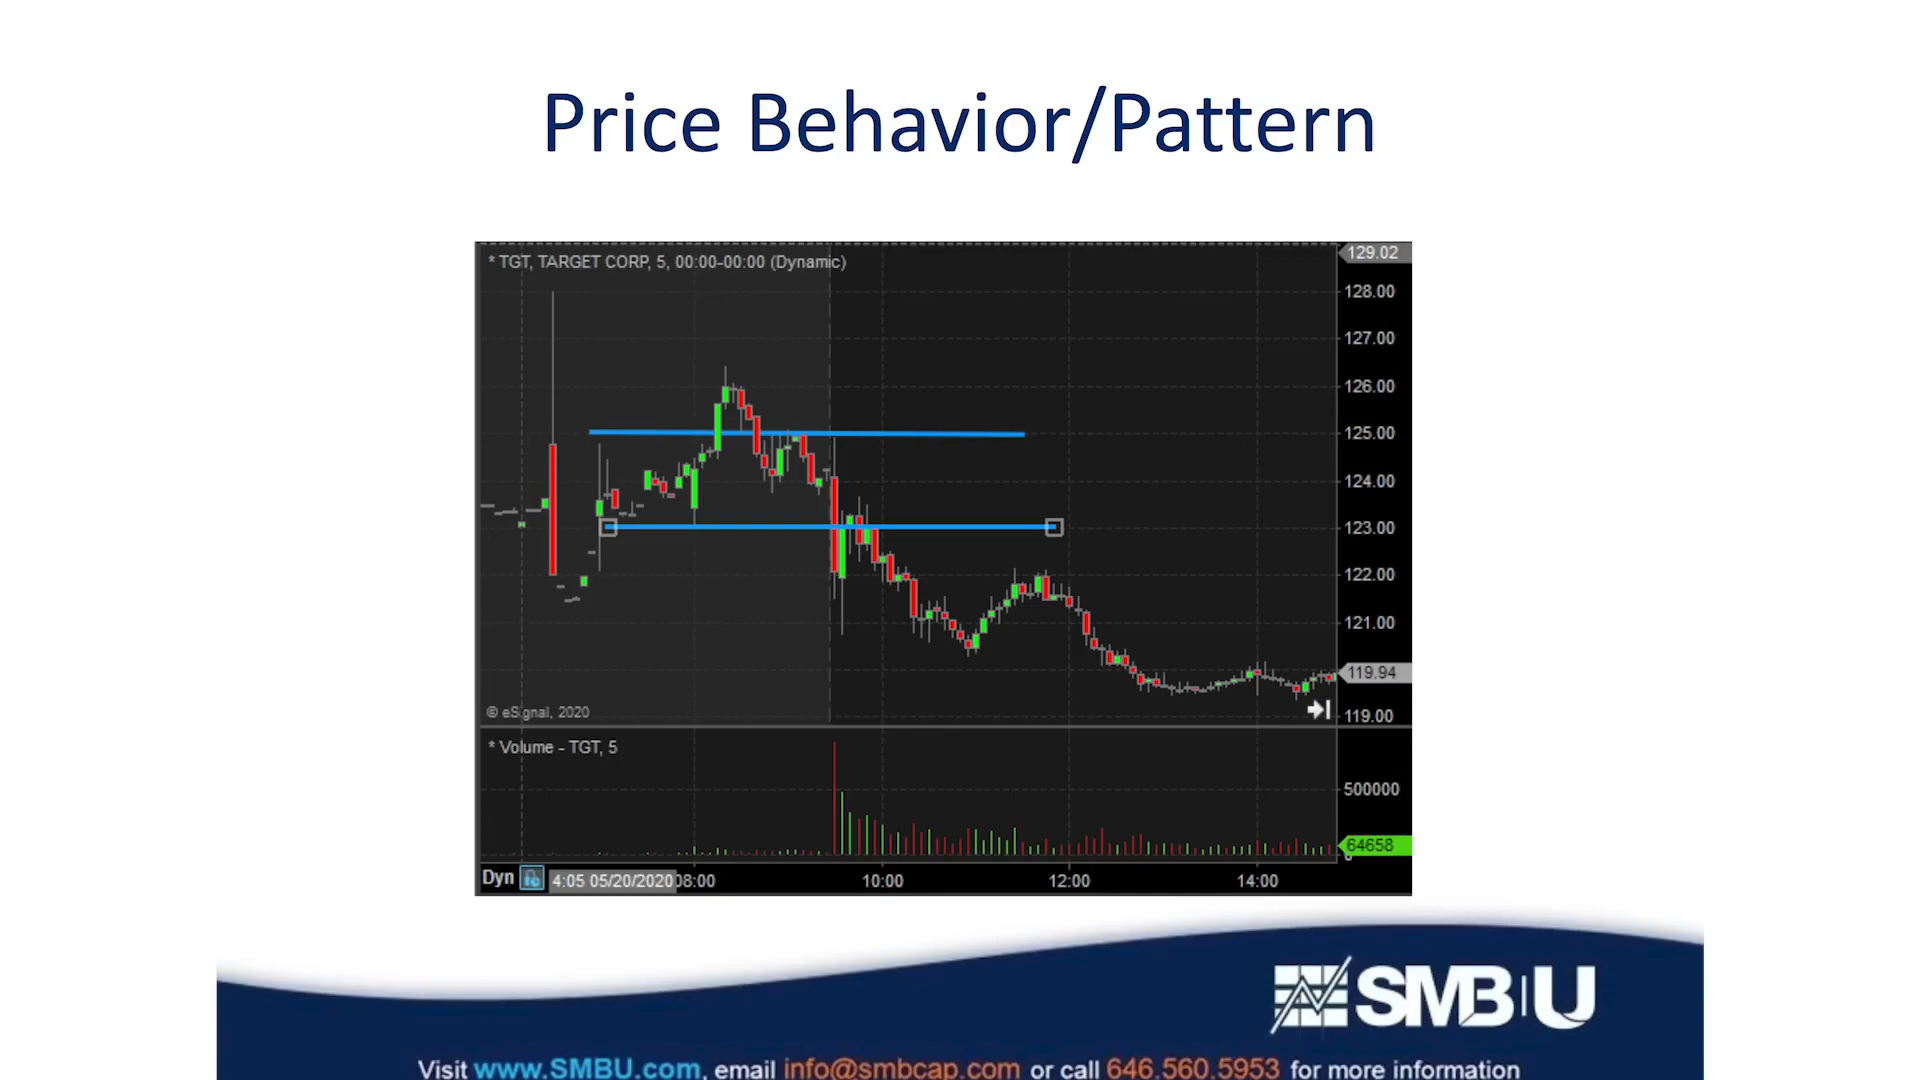 Price Behavior/Pattern
* TGT, TARGET CORP, 5, 00:00-00:00 (Dynamic)
129.02
128.00
127.00
126.00
125.00
124.00
123.00
122.00
121.00
119.94
119.00
© eSignal, 2020
* Volume - TGT, 5
500000
64658
0
Dyn
4:05 05/20/2020 08:00 10:00 12:00 14:00
SMB U
Visit www.SMBU.com, email info@smbcap.com or call 646.560.5953 for more information